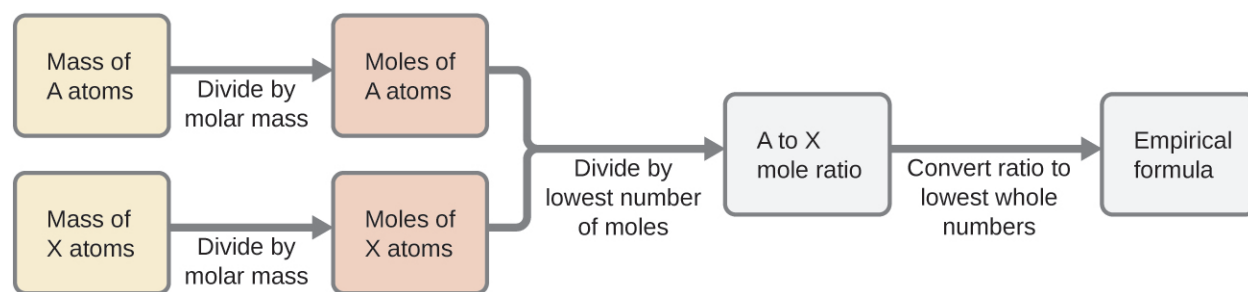 Mass of
A atoms
Divide by
molar mass
Moles of
A atoms
Mass of
X atoms
Divide by
molar mass
Moles of
X atoms
Divide by
lowest number
of moles
A to X
mole ratio
Convert ratio to
lowest whole
numbers
Empirical
formula